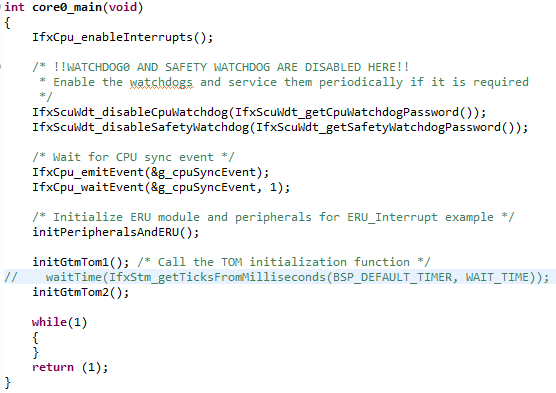 int core0_main(void)
{
    IfxCpu_enableInterrupts();
    /* !!WATCHDOG0 AND SAFETY WATCHDOG ARE DISABLED HERE!!
     * Enable the watchdogs and service them periodically if it is required
     */
    IfxScuWdt_disableCpuWatchdog(IfxScuWdt_getCpuWatchdogPassword());
    IfxScuWdt_disableSafetyWatchdog(IfxScuWdt_getSafetyWatchdogPassword());
    /* Wait for CPU sync event */
    IfxCpu_emitEvent(&g_cpuSyncEvent);
    IfxCpu_waitEvent(&g_cpuSyncEvent, 1);
    /* Initialize ERU module and peripherals for ERU_Interrupt example */
    initPeripheralsAndERU();
    initGtmTom1(); /* Call the TOM initialization function */
//    waitTime(IfxStm_getTicksFromMilliseconds(BSP_DEFAULT_TIMER, WAIT_TIME));
    initGtmTom2();
    while(1)
    {
    }
    return (1);
}